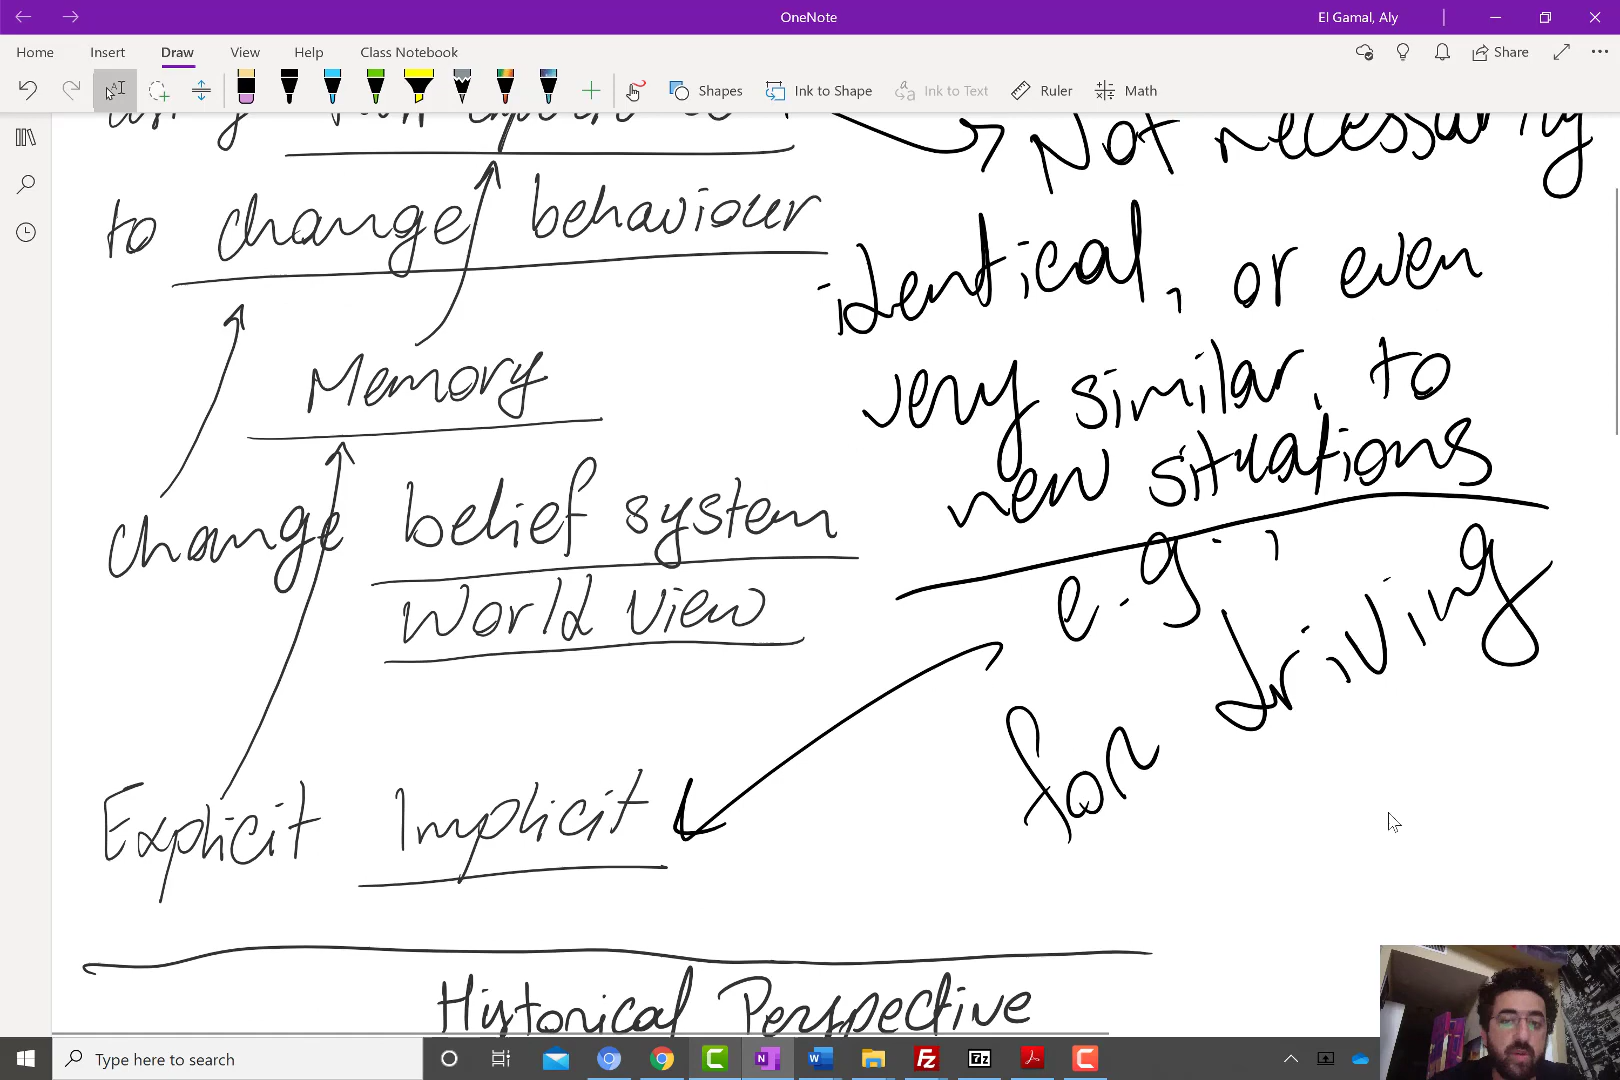 OneNote
El Gamal, Aly
Home Insert Draw View Help Class Notebook
Share
Shapes Ink to Shape Ink to Text Ruler Math
using past
to change behaviour
Memory
change belief system
World view
Explicit Implicit
Not necessarily
identical, or even
very similar, to
new situations
e.g.,
for driving
Historical Perspective
Type here to search